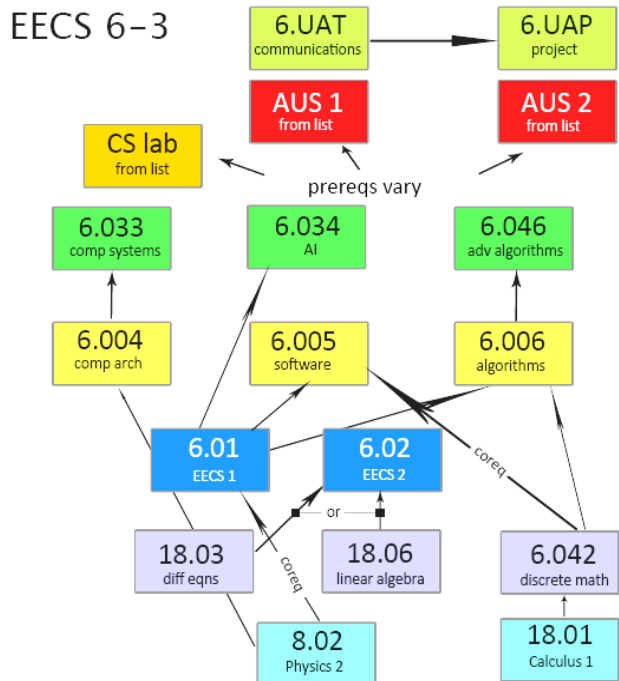 EECS 6-3
6.UAT
communications
6.UAP
project
AUS 1
from list
AUS 2
from list
CS lab
from list
prereqs vary
6.033
comp systems
6.034
AI
6.046
adv algorithms
6.004
comp arch
6.005
software
6.006
algorithms
6.01
EECS 1
6.02
EECS 2
coreq
or
18.03
diff eqns
18.06
linear algebra
6.042
discrete math
coreq
8.02
Physics 2
18.01
Calculus 1